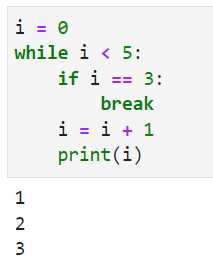 i = 0
while i < 5:
    if i == 3:
        break
    i = i + 1
    print(i)
1
2
3